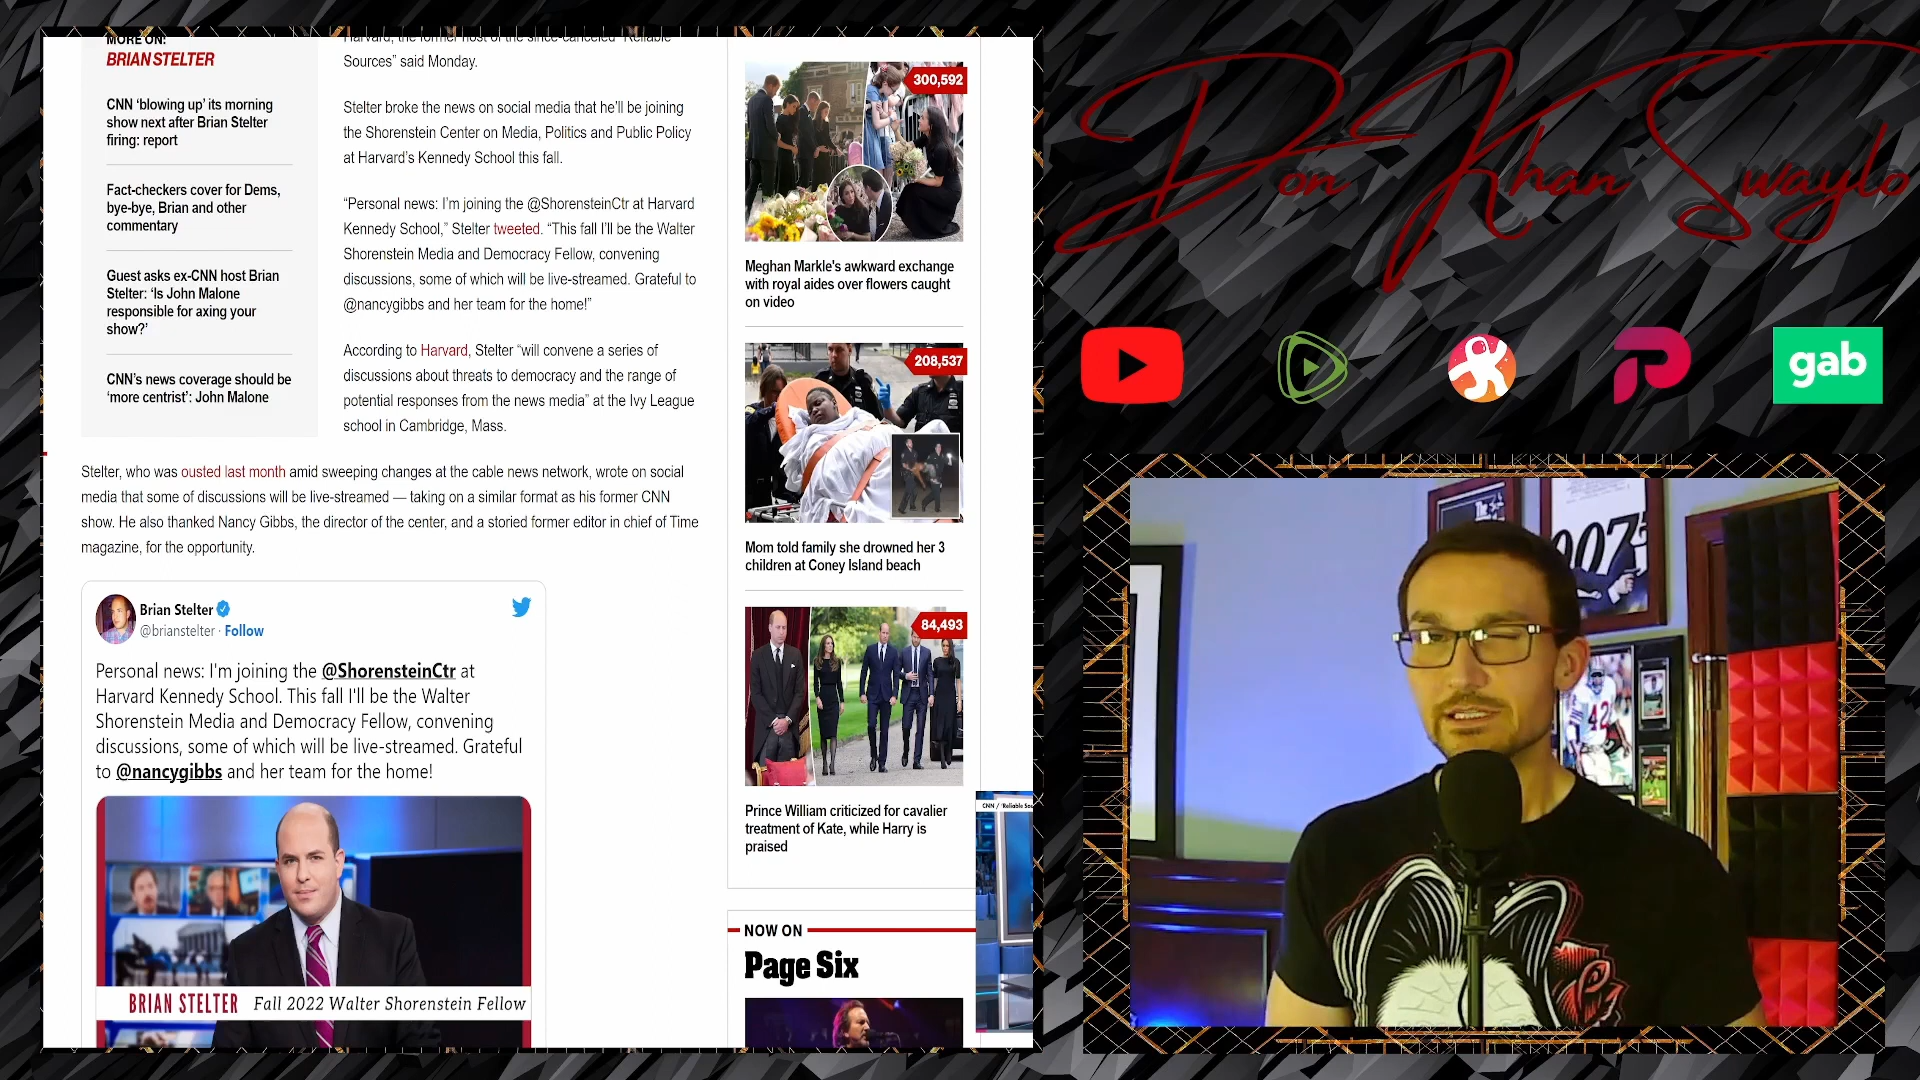 MORE ON:
BRIAN STELTER
CNN ‘blowing up’ its morning
show next after Brian Stelter
firing: report
Fact-checkers cover for Dems,
bye-bye, Brian and other
commentary
Guest asks ex-CNN host Brian
Stelter: ‘Is John Malone
responsible for axing your
show?’
CNN’s news coverage should be
‘more centrist’: John Malone
Harvard, the former host of the since-canceled “Reliable
Sources” said Monday.
Stelter broke the news on social media that he’ll be joining
the Shorenstein Center on Media, Politics and Public Policy
at Harvard’s Kennedy School this fall.
“Personal news: I’m joining the @ShorensteinCtr at Harvard
Kennedy School,” Stelter tweeted. “This fall I’ll be the Walter
Shorenstein Media and Democracy Fellow, convening
discussions, some of which will be live-streamed. Grateful to
@nancygibbs and her team for the home!”
According to Harvard, Stelter “will convene a series of
discussions about threats to democracy and the range of
potential responses from the news media” at the Ivy League
school in Cambridge, Mass.
Stelter, who was ousted last month amid sweeping changes at the cable news network, wrote on social
media that some of discussions will be live-streamed — taking on a similar format as his former CNN
show. He also thanked Nancy Gibbs, the director of the center, and a storied former editor in chief of Time
magazine, for the opportunity.
Brian Stelter
@brianstelter · Follow
Personal news: I'm joining the @ShorensteinCtr at
Harvard Kennedy School. This fall I'll be the Walter
Shorenstein Media and Democracy Fellow, convening
discussions, some of which will be live-streamed. Grateful
to @nancygibbs and her team for the home!
BRIAN STELTER Fall 2022 Walter Shorenstein Fellow
300,592
Meghan Markle's awkward exchange
with royal aides over flowers caught
on video
208,537
Mom told family she drowned her 3
children at Coney Island beach
84,493
Prince William criticized for cavalier
treatment of Kate, while Harry is
praised
CNN / ‘Reliable
NOW ON
Page Six
Don Khan Swaylo
gab
007
42